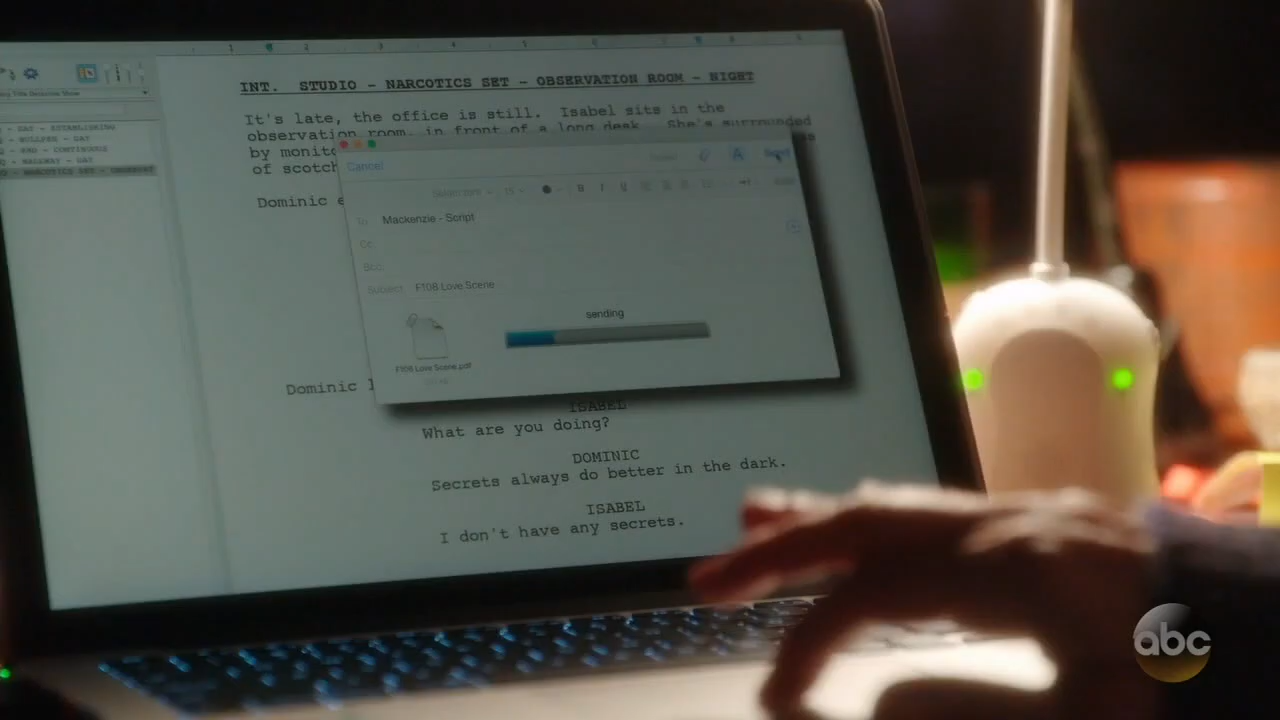 INT. STUDIO - NARCOTICS SET - OBSERVATION ROOM - NIGHT
It's late, the office is still. Isabel sits in the
observation room, in front of a long desk. She's surrounded
by
of scotch
Cancel
Dominic
To:
Mackenzie - Script
Cc:
Bcc:
Subject: F108 Love Scene
sending
F108 Love Scene.pdf
Dominic
ISABEL
What are you doing?
DOMINIC
Secrets always do better in the dark.
ISABEL
I don't have any secrets.
abc